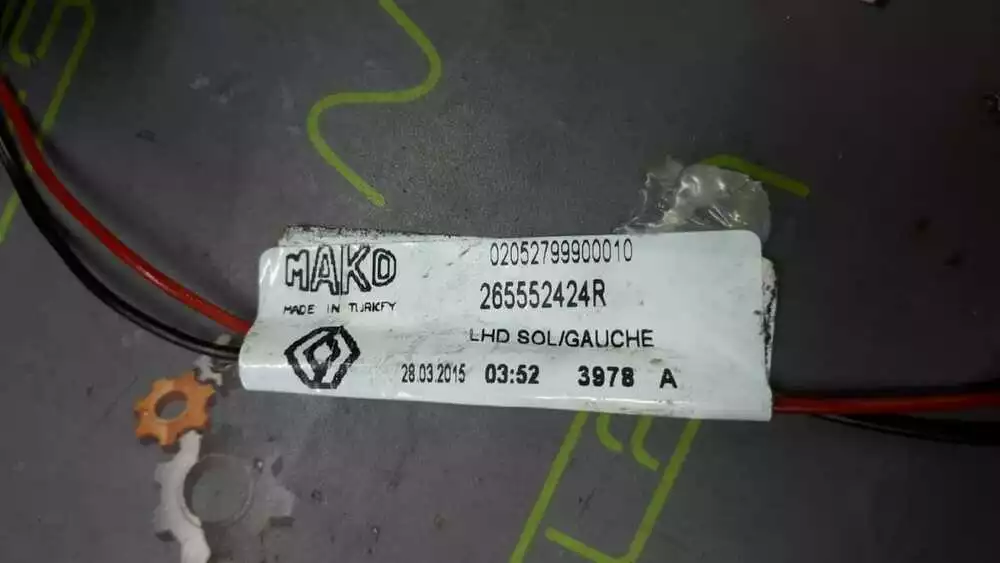 MAKO
MADE IN TURKEY
02052799900010
265552424R
LHD SOL/GAUCHE
28.03.2015 03:52 3978 A